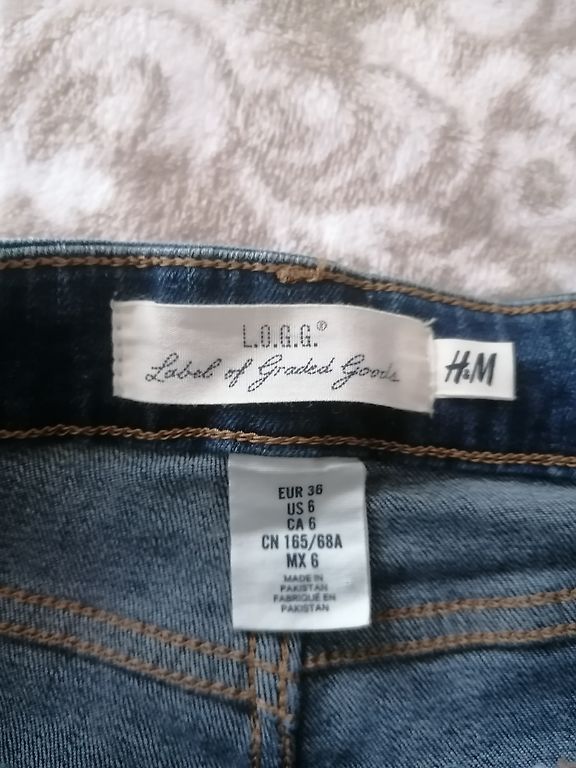 L.O.G.G.®
Label of Graded Goods
H&M
EUR 36
US 6
CA 6
CN 165/68A
MX 6
MADE IN
PAKISTAN
FABRIQUÉ EN
PAKISTAN